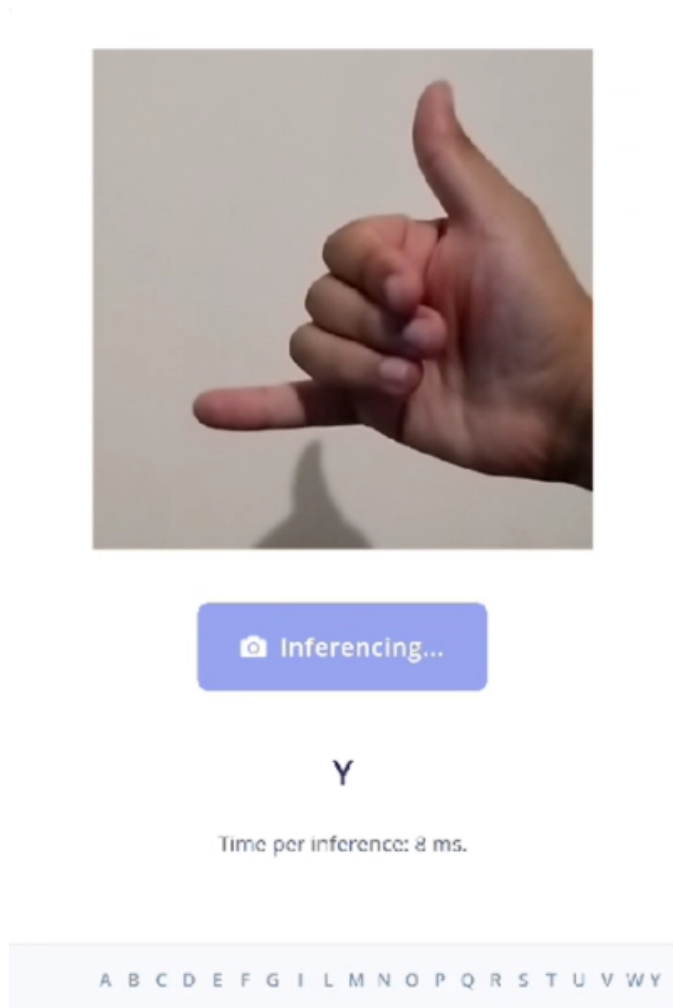 Inferencing...
Y
Time per inference: 8 ms.
A B C D E F G I L M N O P Q R S T U V W Y